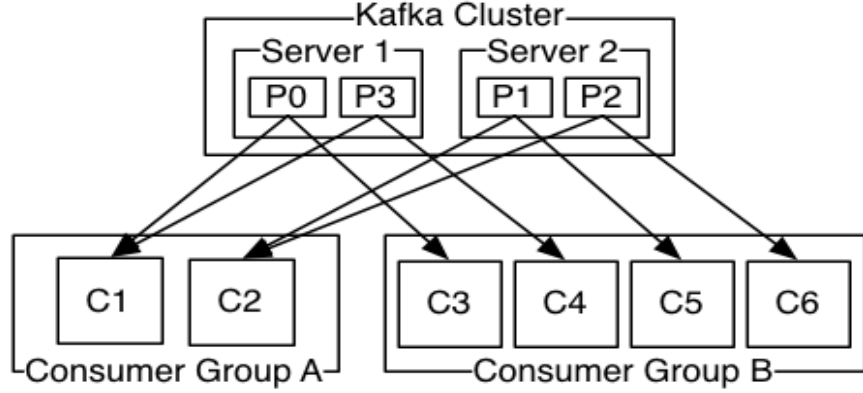 Kafka Cluster
Server 1 Server 2
P0 P3 P1 P2
C1 C2 C3 C4 C5 C6
Consumer Group A Consumer Group B